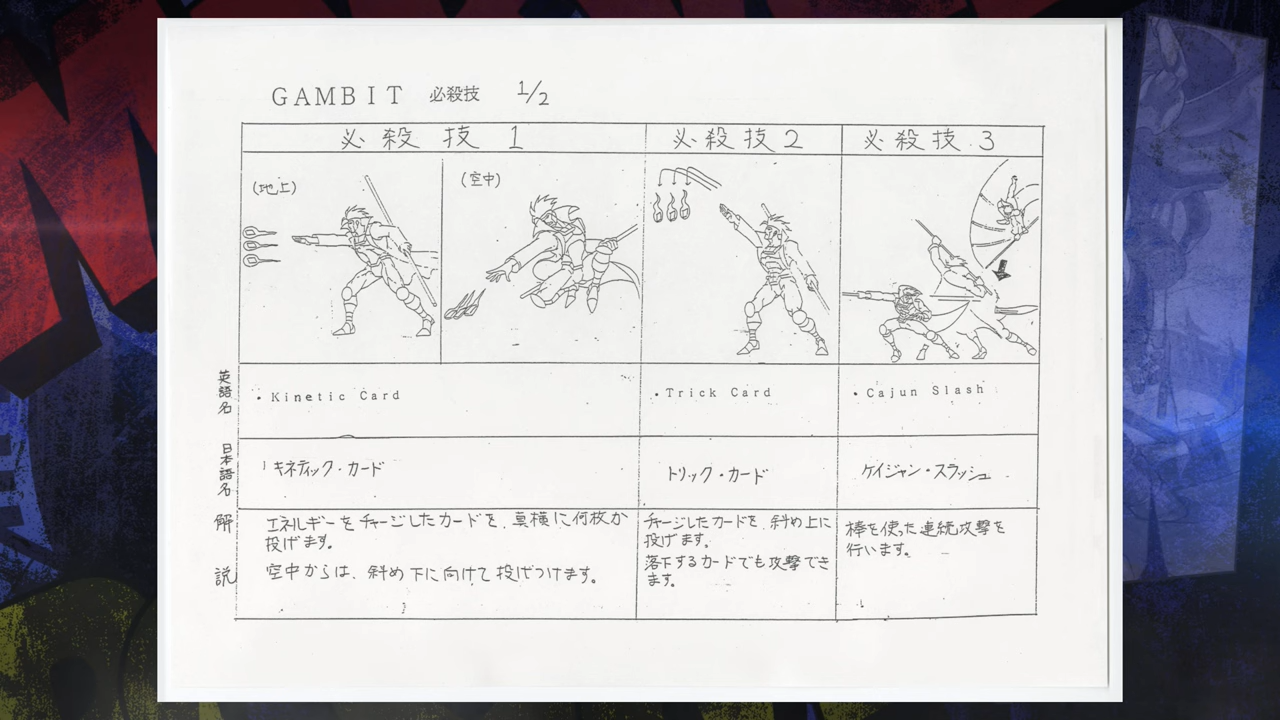 GAMBIT 必殺技 1/2
必殺技1 必殺技2 必殺技3
(地上) (空中)
英語名 ・Kinetic Card ・Trick Card ・Cajun Slash
日本語名 キネティック・カード トリック・カード ケイジャン・スラッシュ
解説
エネルギーをチャージしたカードを、真横に何枚か
投げます。
空中からは、斜め下に向けて投げつけます。
チャージしたカードを、斜め上に
投げます。
落下するカードでも攻撃でき
ます。
棒を使った連続攻撃を
行います。